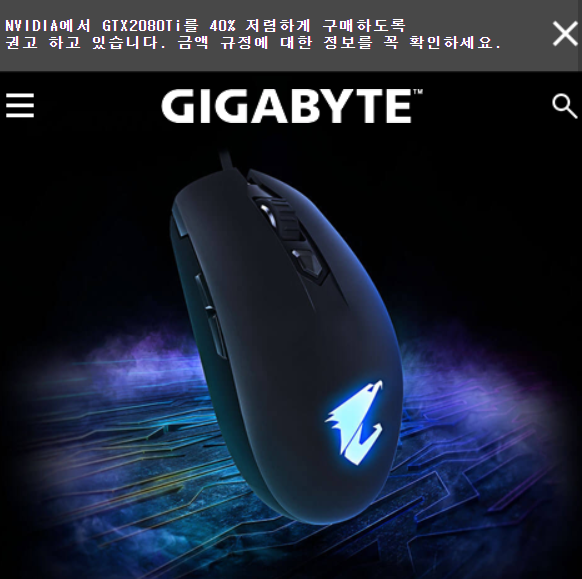 NVIDIA에서 GTX2080Ti를 40% 저렴하게 구매하도록
권고 하고 있습니다. 금액 규정에 대한 정보를 꼭 확인하세요.
GIGABYTE™